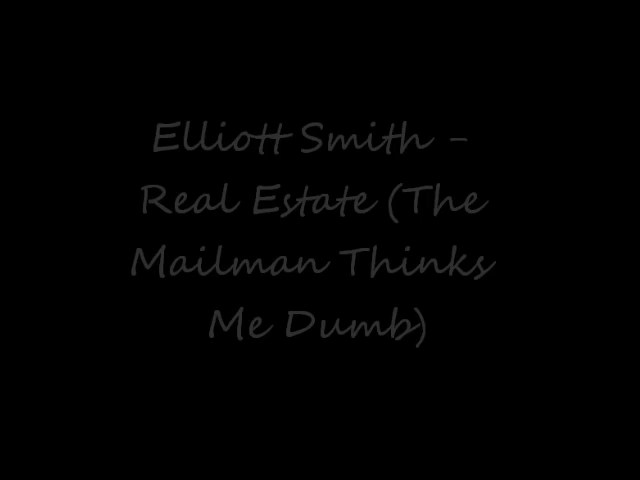 Elliott Smith -
Real Estate (The
Mailman Thinks
Me Dumb)